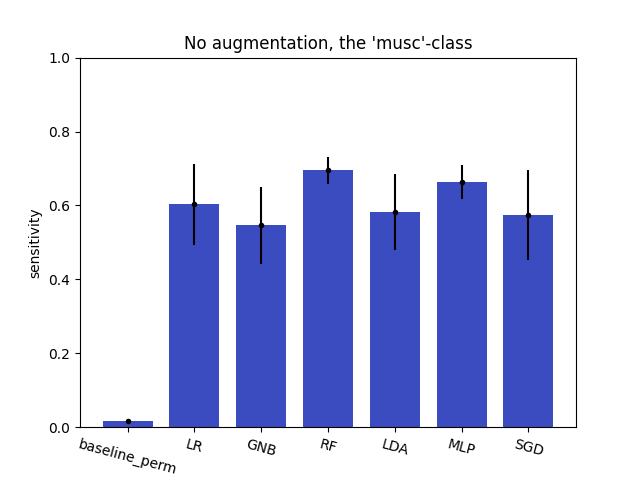 No augmentation, the 'musc'-class
1.0
0.8
0.6
0.4
0.2
0.0
sensitivity
baseline_perm
LR
GNB
RF
LDA
MLP
SGD